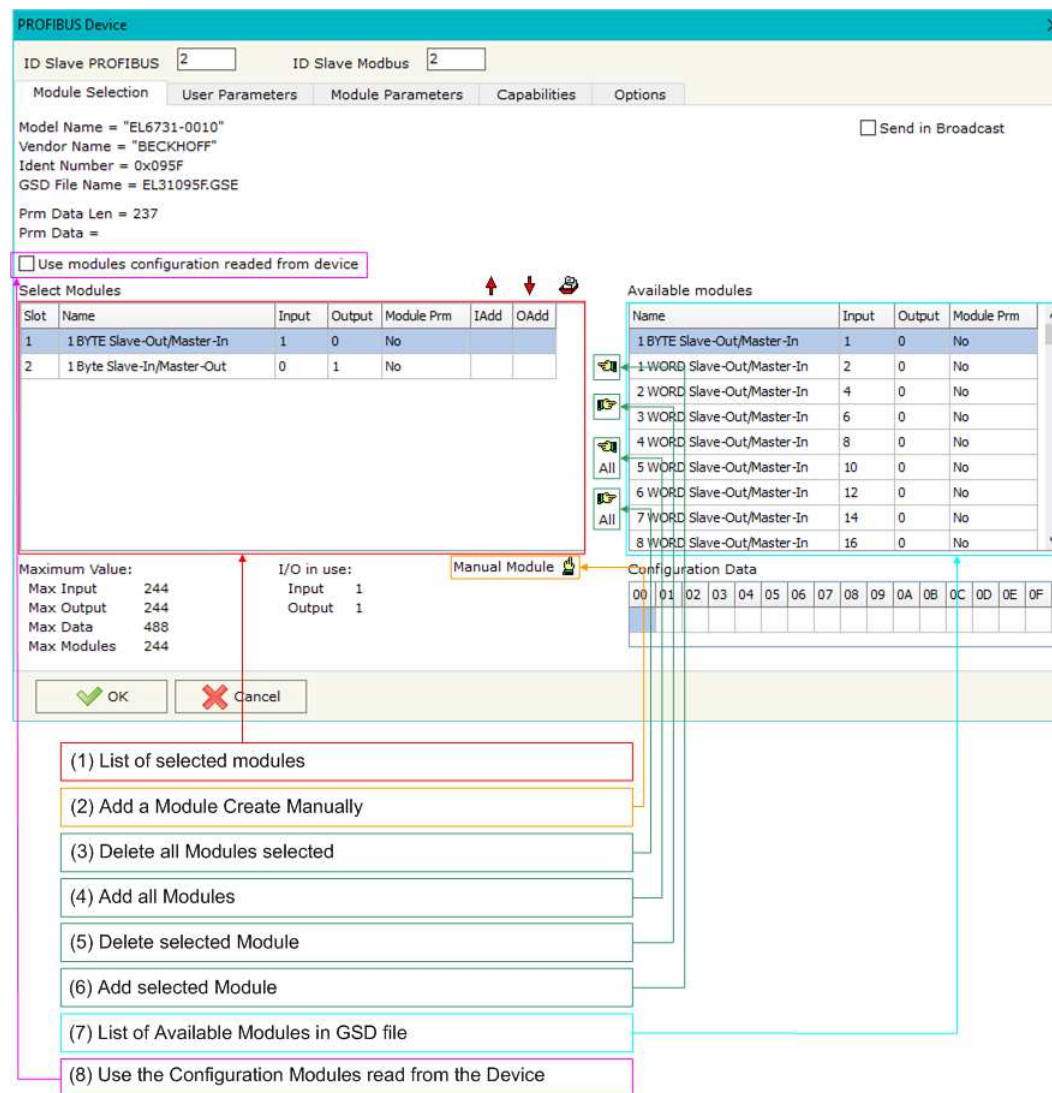 PROFIBUS Device
ID Slave PROFIBUS 2 ID Slave Modbus 2
Module Selection User Parameters Module Parameters Capabilities Options
Model Name = "EL6731-0010"
Send in Broadcast
Vendor Name = "BECKHOFF"
Ident Number = 0x095F
GSD File Name = EL31095F.GSE
Prm Data Len = 237
Prm Data =
Use modules configuration readed from device
Select Modules
Slot Name Input Output Module Prm IAdd OAdd
1 1 BYTE Slave-Out/Master-In 1 0 No
2 1 Byte Slave-In/Master-Out 0 1 No
All
All
Available modules
Name Input Output Module Prm
1 BYTE Slave-Out/Master-In 1 0 No
1 WORD Slave-Out/Master-In 2 0 No
2 WORD Slave-Out/Master-In 4 0 No
3 WORD Slave-Out/Master-In 6 0 No
4 WORD Slave-Out/Master-In 8 0 No
5 WORD Slave-Out/Master-In 10 0 No
6 WORD Slave-Out/Master-In 12 0 No
7 WORD Slave-Out/Master-In 14 0 No
8 WORD Slave-Out/Master-In 16 0 No
Maximum Value:
Max Input 244
Max Output 244
Max Data 488
Max Modules 244
I/O in use:
Input 1
Output 1
Manual Module
Configuration Data
00 01 02 03 04 05 06 07 08 09 0A 0B 0C 0D 0E 0F
OK Cancel
(1) List of selected modules
(2) Add a Module Create Manually
(3) Delete all Modules selected
(4) Add all Modules
(5) Delete selected Module
(6) Add selected Module
(7) List of Available Modules in GSD file
(8) Use the Configuration Modules read from the Device